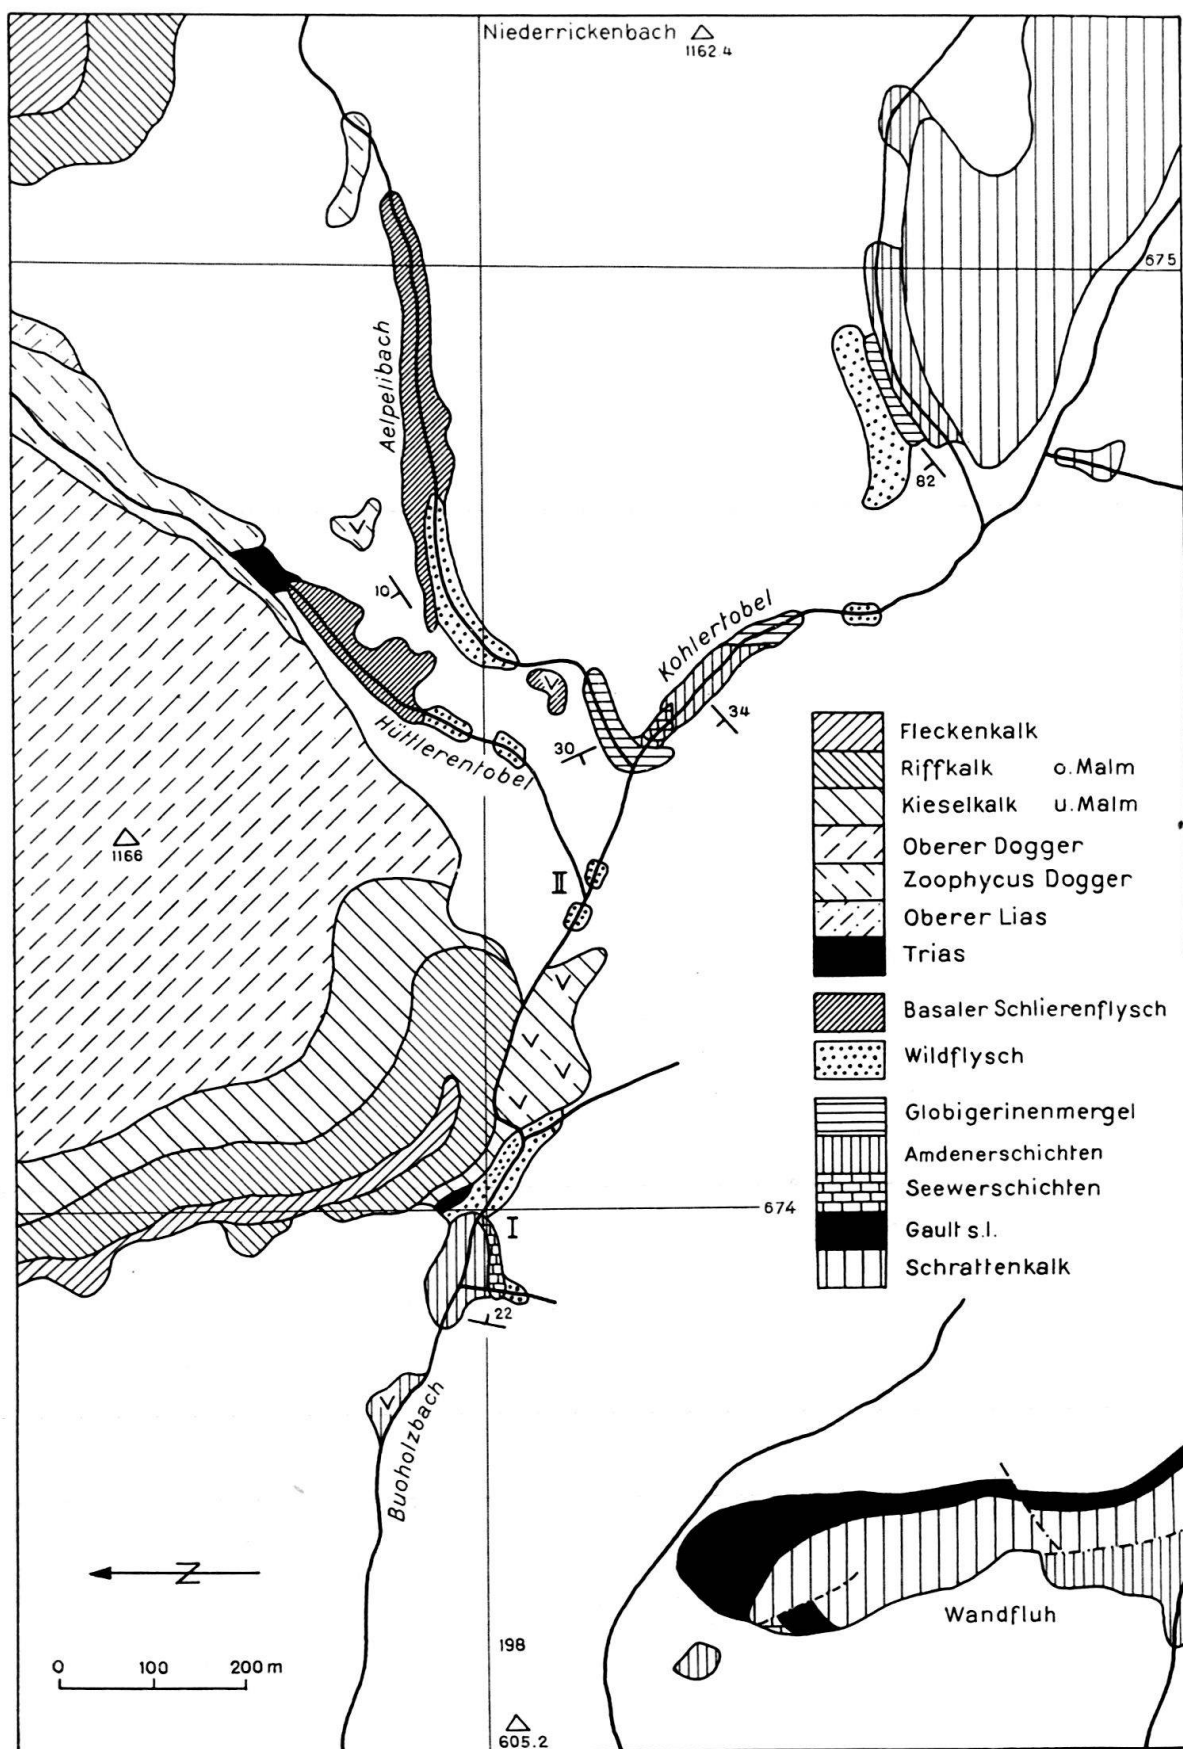 Niederrickenbach
1162.4
675
Aelpelibach
82
10
Kohlertobel
34
30
Hüttlerentobel
1166
II
Fleckenkalk
Riffkalk o. Malm
Kieselkalk u. Malm
Oberer Dogger
Zoophycus Dogger
Oberer Lias
Trias
Basaler Schlierenflysch
Wildflysch
Globigerinenmergel
Amdenerschichten
Seewerschichten
Gault s.l.
Schrattenkalk
674
I
22
Buoholzbach
N
Wandfluh
198
0 100 200 m
605.2